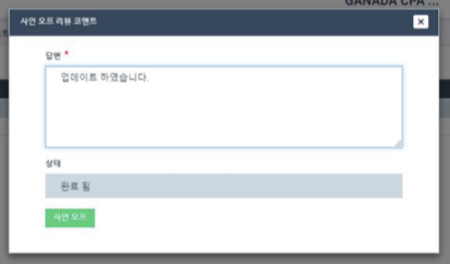 GANADA CPA ...
사인 오프 리뷰 코멘트
답변 *
업데이트 하였습니다.
상태
완료 됨
사인 오프